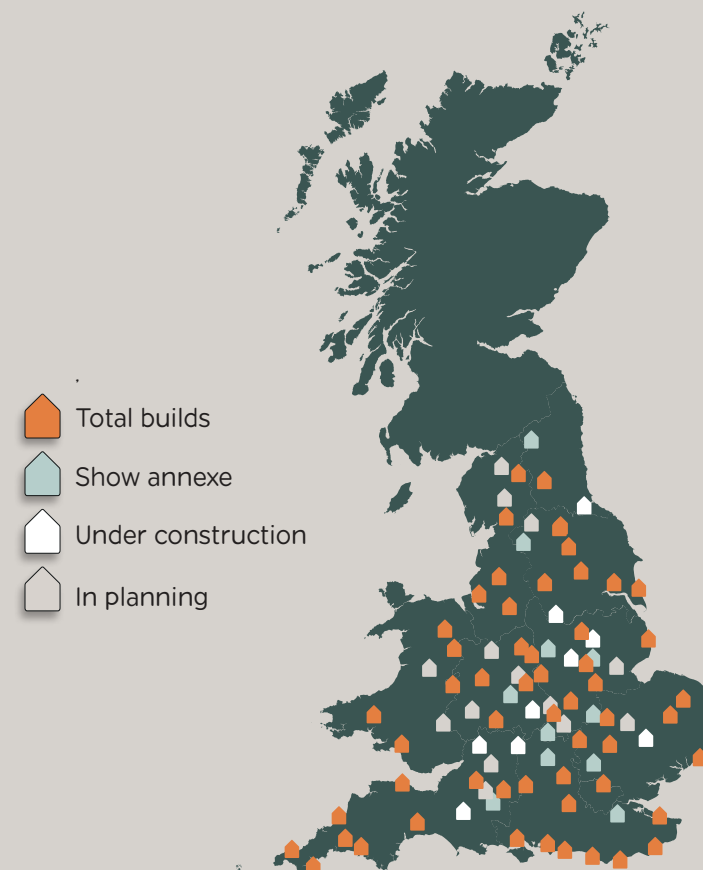 Total builds
Show annexe
Under construction
In planning